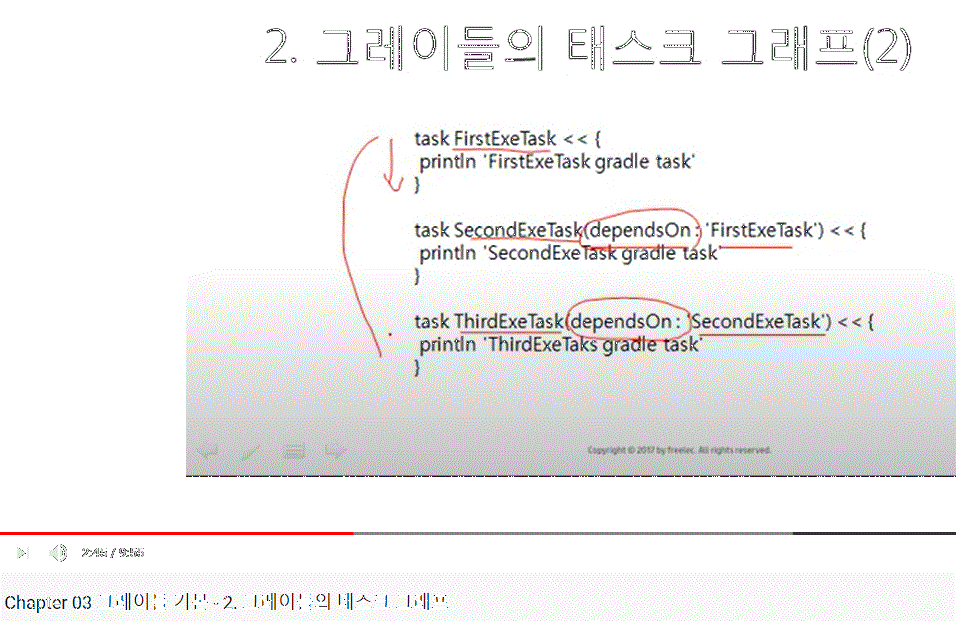 2. 그레이들의 태스크 그래프(2)
task FirstExeTask << {
println 'FirstExeTask gradle task'
}
task SecondExeTask(dependsOn: 'FirstExeTask') << {
println 'SecondExeTask gradle task'
}
task ThirdExeTask(dependsOn: 'SecondExeTask') << {
println 'ThirdExeTaks gradle task'
}
Copyright © 2017 by freelec. All rights reserved.
2:45 / 9:55
Chapter 03 그레이들 기본 - 2. 그레이들의 태스크 그래프